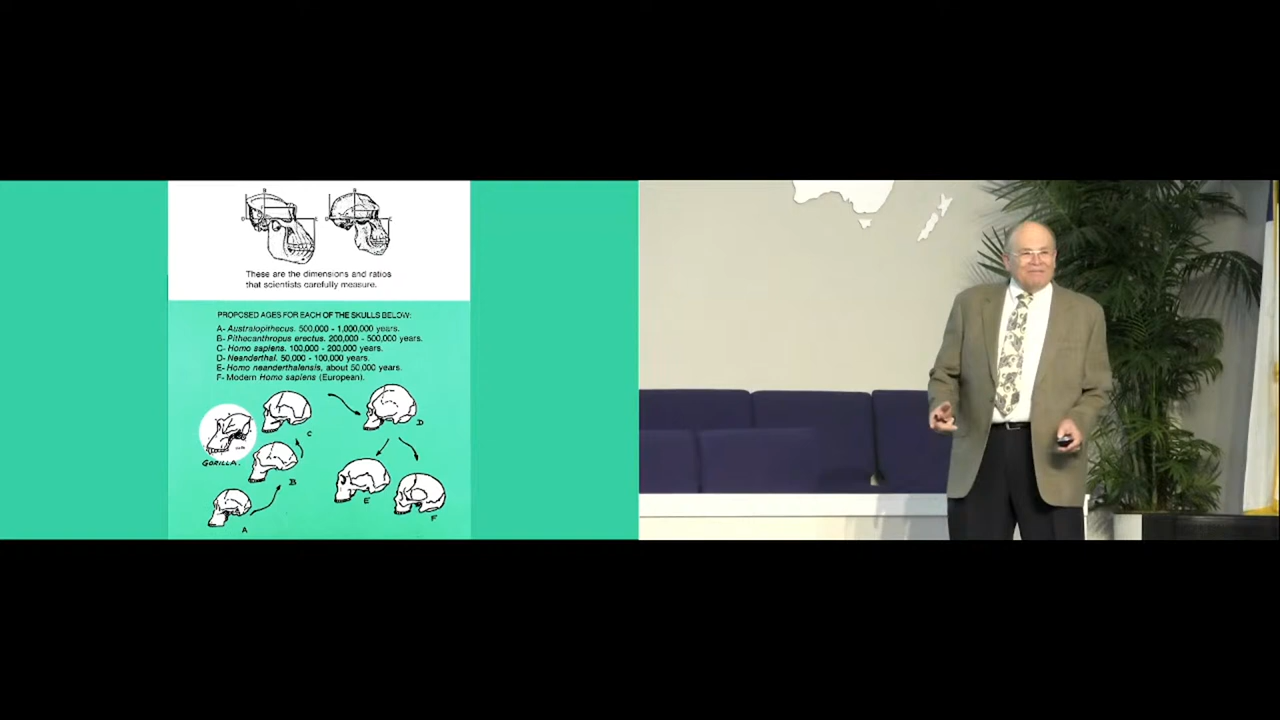 B B
D E D C
These are the dimensions and ratios
that scientists carefully measure.
PROPOSED AGES FOR EACH OF THE SKULLS BELOW:
A- Australopithecus. 500,000 - 1,000,000 years.
B- Pithecanthropus erectus. 200,000 - 500,000 years.
C- Homo sapiens. 100,000 - 200,000 years.
D- Neanderthal. 50,000 - 100,000 years.
E- Homo neanderthalensis, about 50,000 years.
F- Modern Homo sapiens (European).
C
D
GORILLA.
B
E
F
A